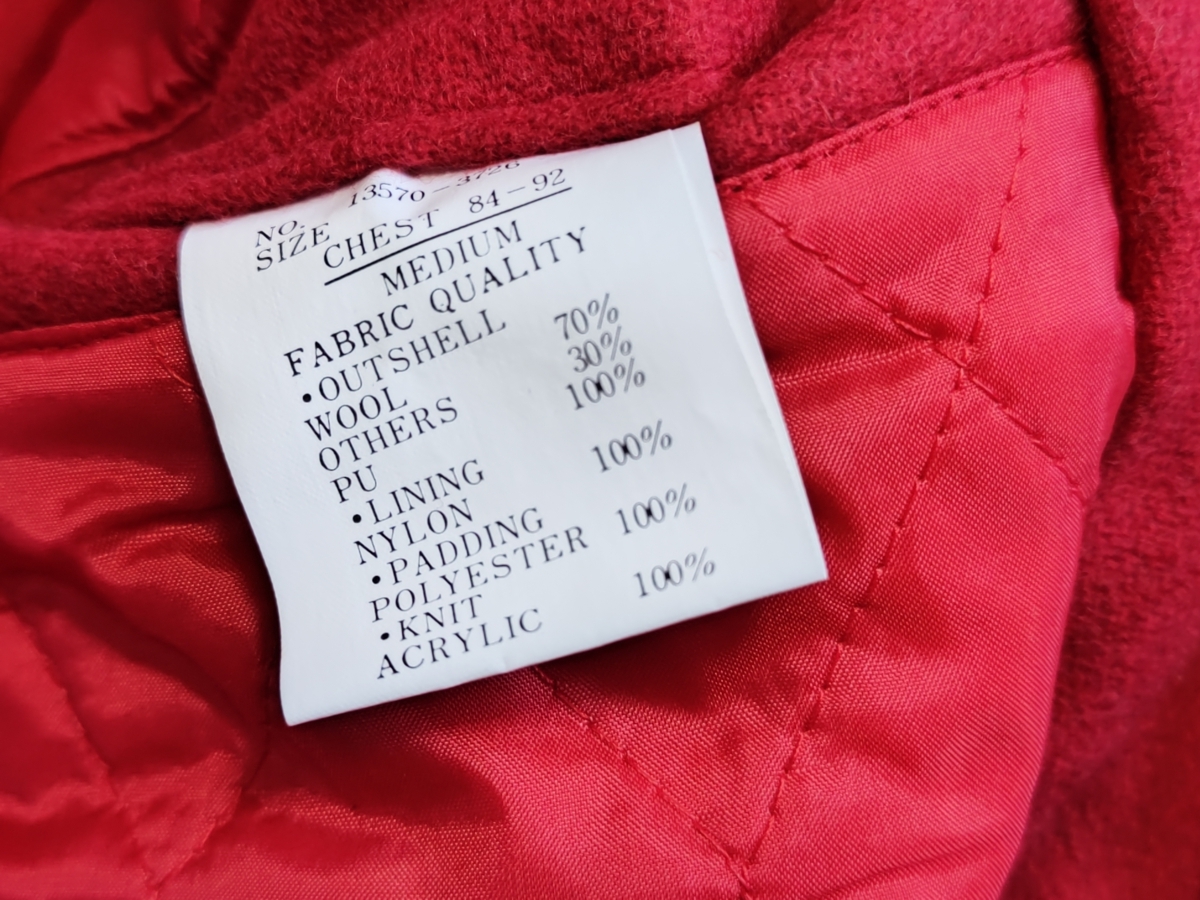 NO. 13570-3726
SIZE CHEST 84-92
MEDIUM
FABRIC QUALITY
•OUTSHELL
WOOL 70%
OTHERS 30%
PU 100%
•LINING
NYLON 100%
•PADDING
POLYESTER 100%
•KNIT
ACRYLIC 100%